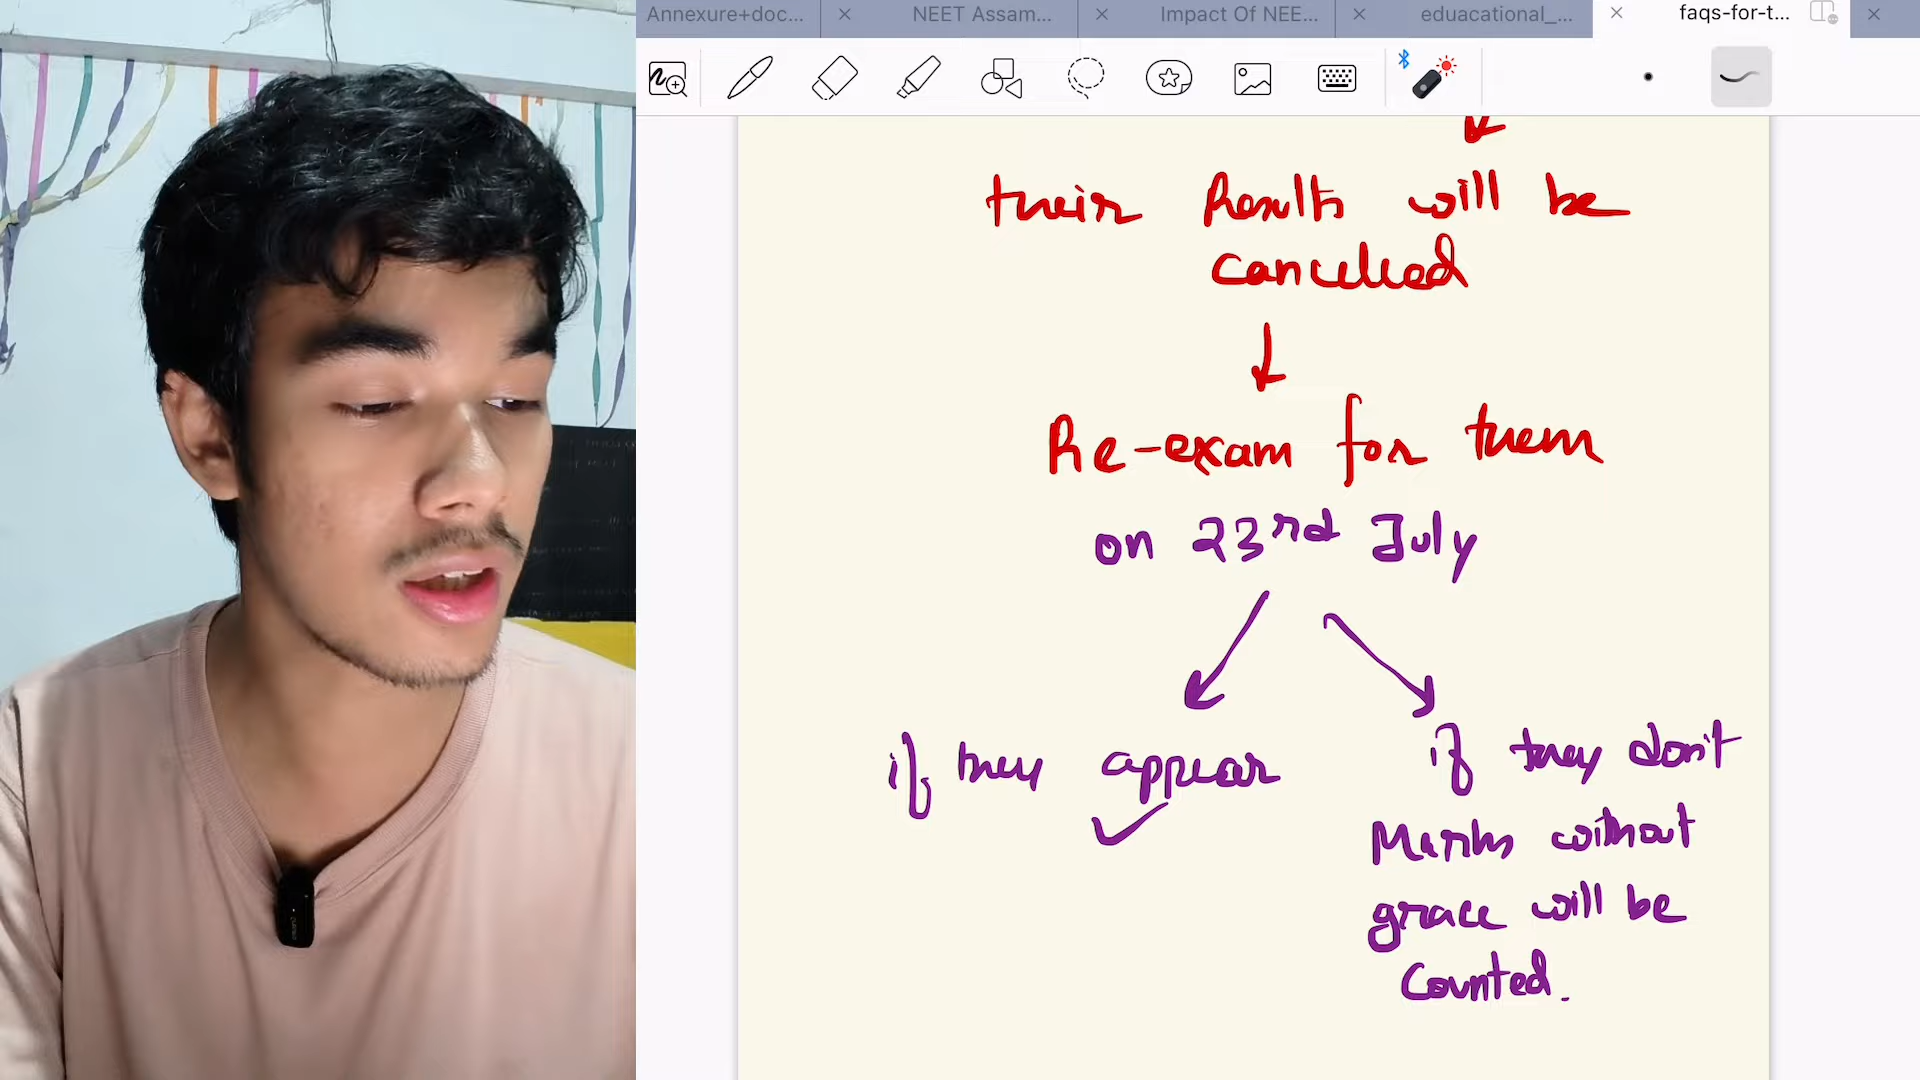 Annexure+doc...
NEET Assam...
Impact Of NEE...
eduacational_...
faqs-for-t...
their Results will be
cancelled
Re-exam for them
on 23rd July
if they appear
if they don't
Marks without
grace will be
Counted.